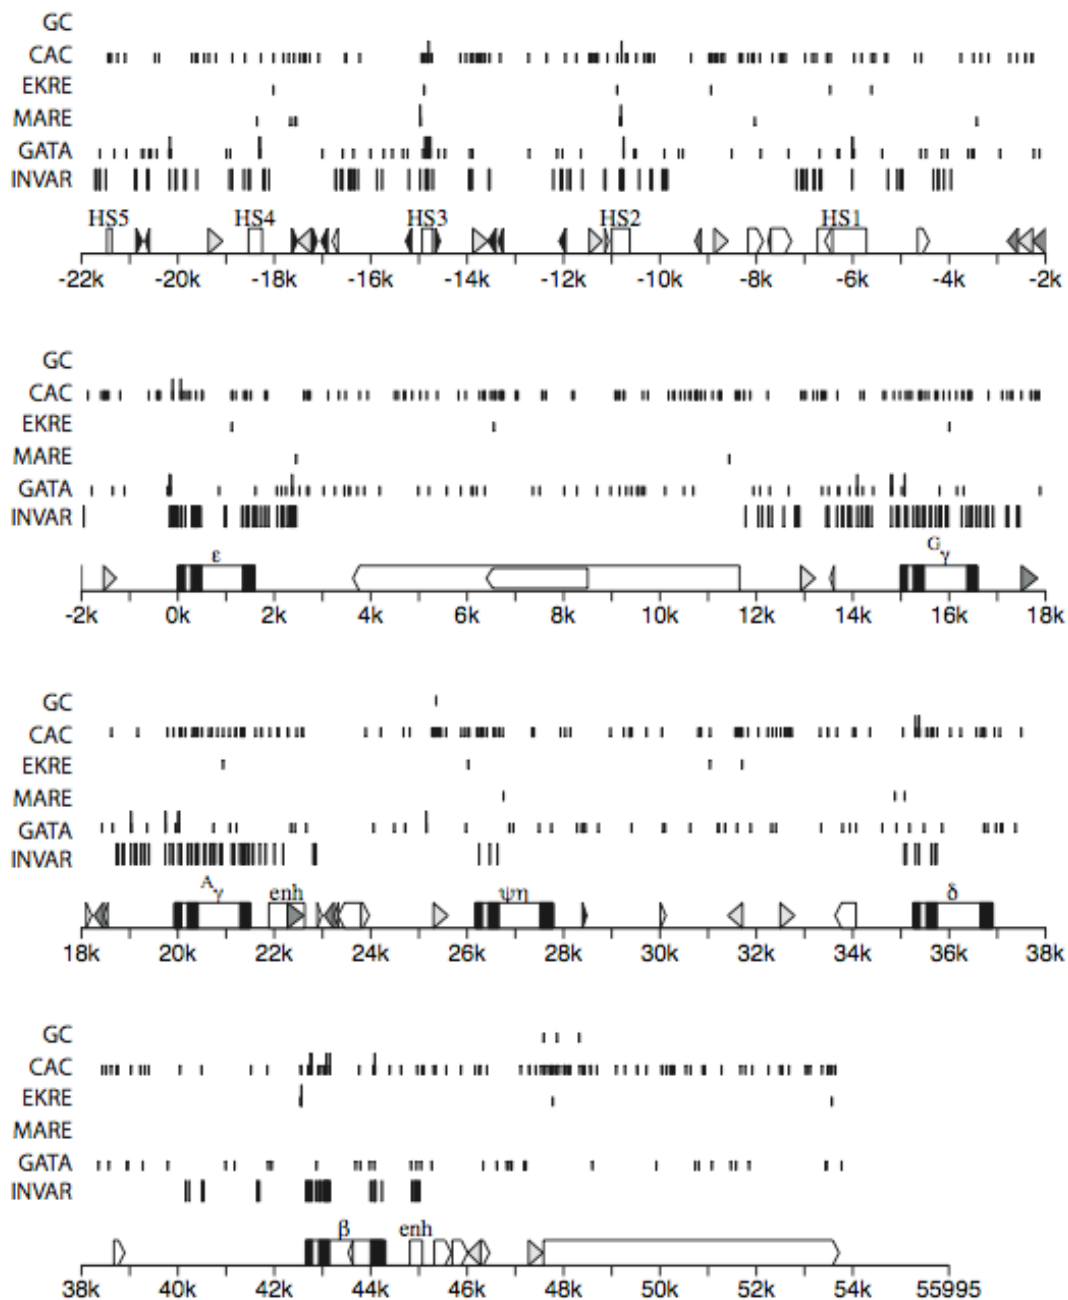 GC
CAC
EKRE
MARE
GATA
INVAR
HS5 HS4 HS3 HS2 HS1
-22k -20k -18k -16k -14k -12k -10k -8k -6k -4k -2k
GC
CAC
EKRE
MARE
GATA
INVAR
ε Gγ
-2k 0k 2k 4k 6k 8k 10k 12k 14k 16k 18k
GC
CAC
EKRE
MARE
GATA
INVAR
Aγ enh ψη δ
18k 20k 22k 24k 26k 28k 30k 32k 34k 36k 38k
GC
CAC
EKRE
MARE
GATA
INVAR
β enh
38k 40k 42k 44k 46k 48k 50k 52k 54k 55995